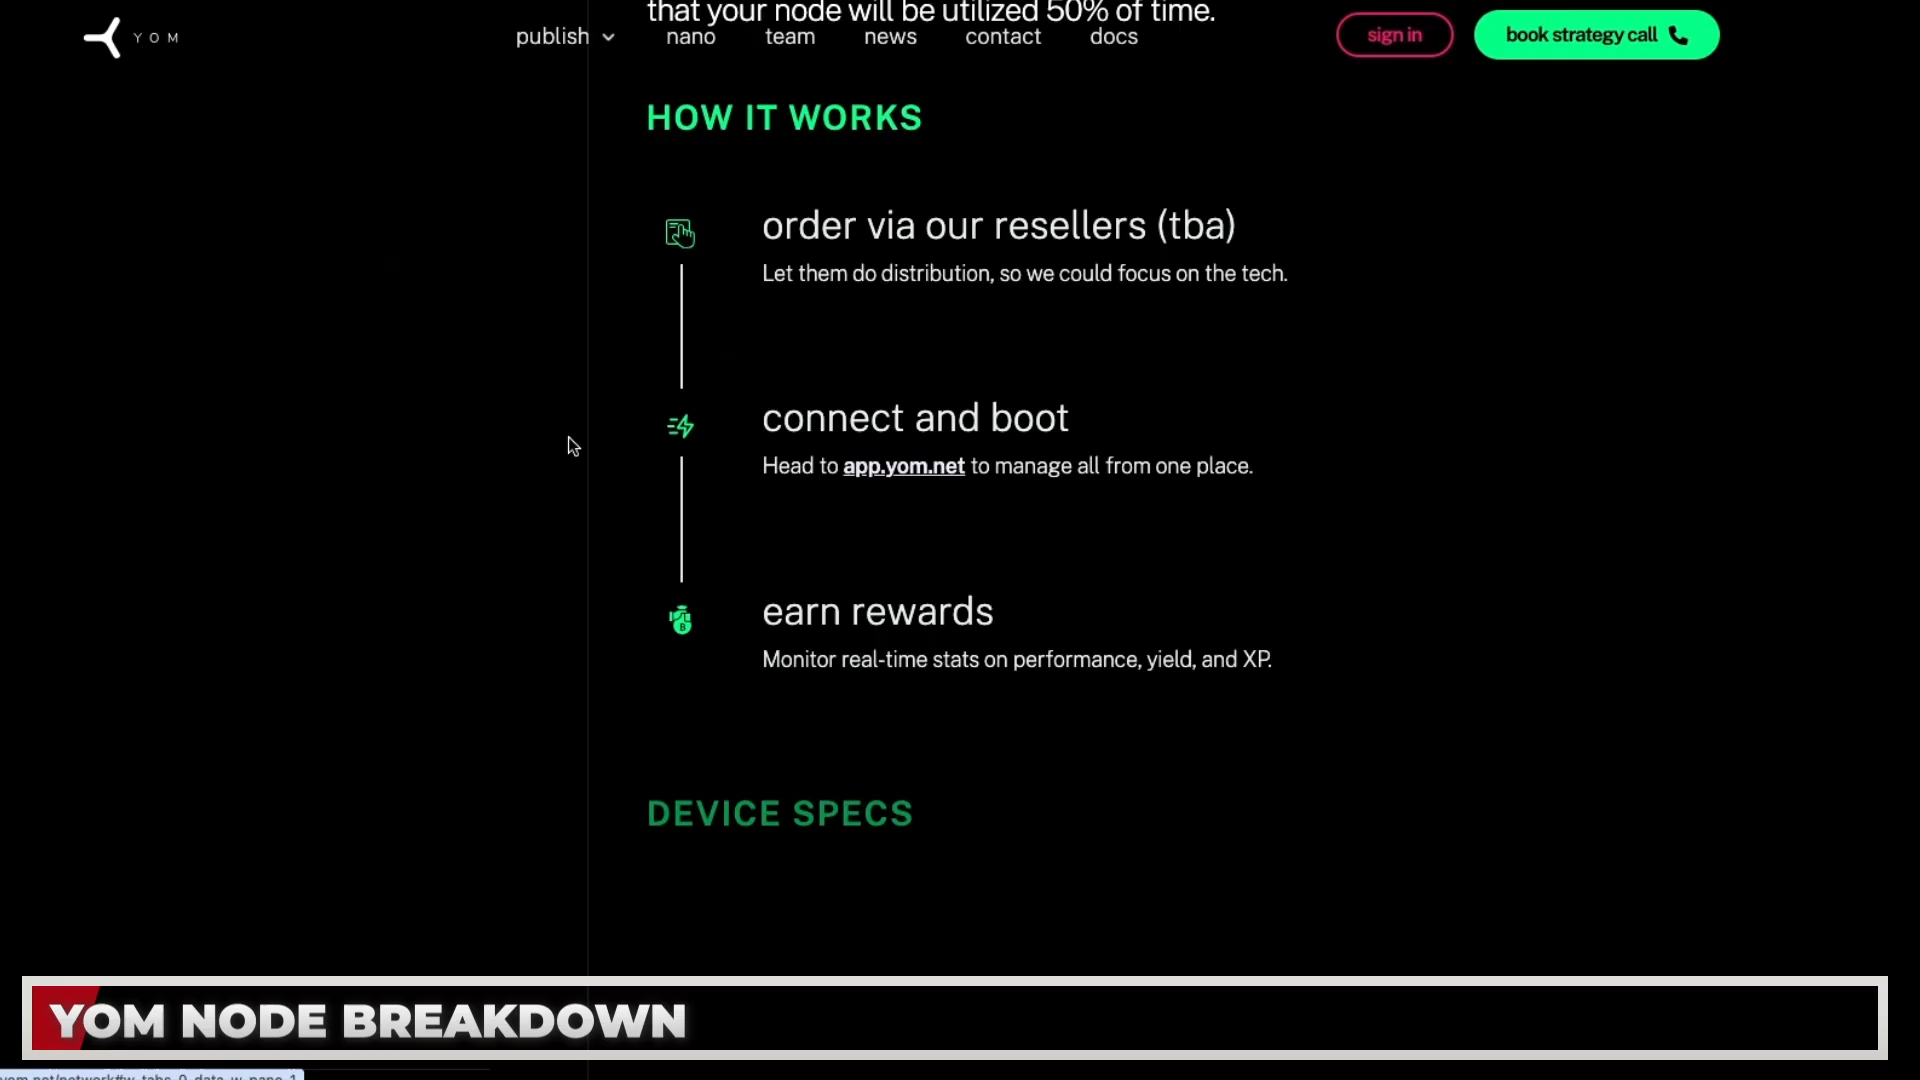 that your node will be utilized 50% of time.
YOM
publish
nano
team
news
contact
docs
sign in
book strategy call
HOW IT WORKS
order via our resellers (tba)
Let them do distribution, so we could focus on the tech.
connect and boot
Head to app.yom.net to manage all from one place.
earn rewards
Monitor real-time stats on performance, yield, and XP.
DEVICE SPECS
YOM NODE BREAKDOWN